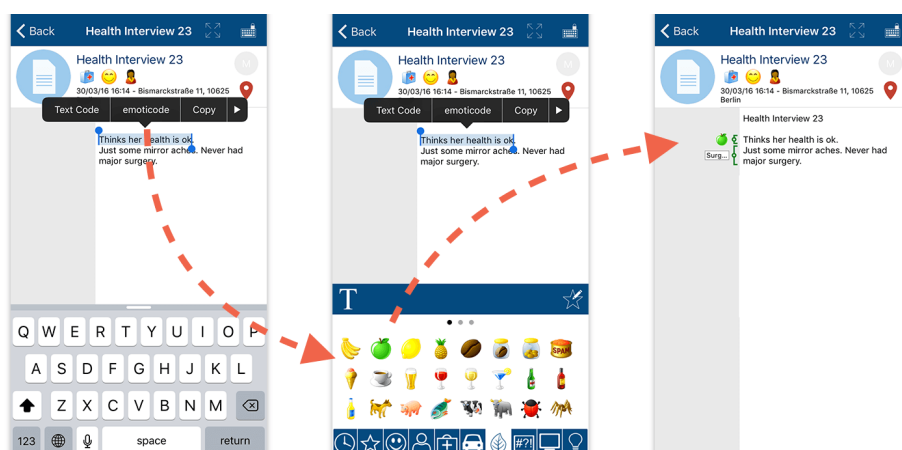 Back Health Interview 23
Health Interview 23
M
30/03/16 16:14 - Bismarckstraße 11, 10625
Text Code emoticode Copy
Thinks her health is ok.
Just some mirror aches. Never had
major surgery.
Q W E R T Y U I O P
A S D F G H J K L
Z X C V B N M
123 space return
Back Health Interview 23
Health Interview 23
M
30/03/16 16:14 - Bismarckstraße 11, 10625
Text Code emoticode Copy
Thinks her health is ok.
Just some mirror aches. Never had
major surgery.
T
SPAM
#?!
Back Health Interview 23
Health Interview 23
M
30/03/16 16:14 - Bismarckstraße 11, 10625
Berlin
Health Interview 23
Thinks her health is ok.
Surg... Just some mirror aches. Never had
major surgery.